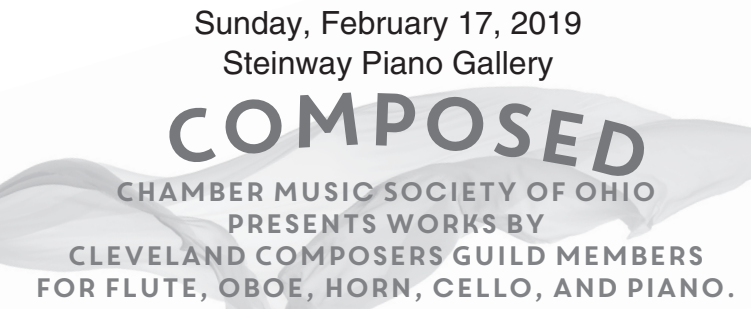 Sunday, February 17, 2019
Steinway Piano Gallery
COMPOSED
CHAMBER MUSIC SOCIETY OF OHIO
PRESENTS WORKS BY
CLEVELAND COMPOSERS GUILD MEMBERS
FOR FLUTE, OBOE, HORN, CELLO, AND PIANO.